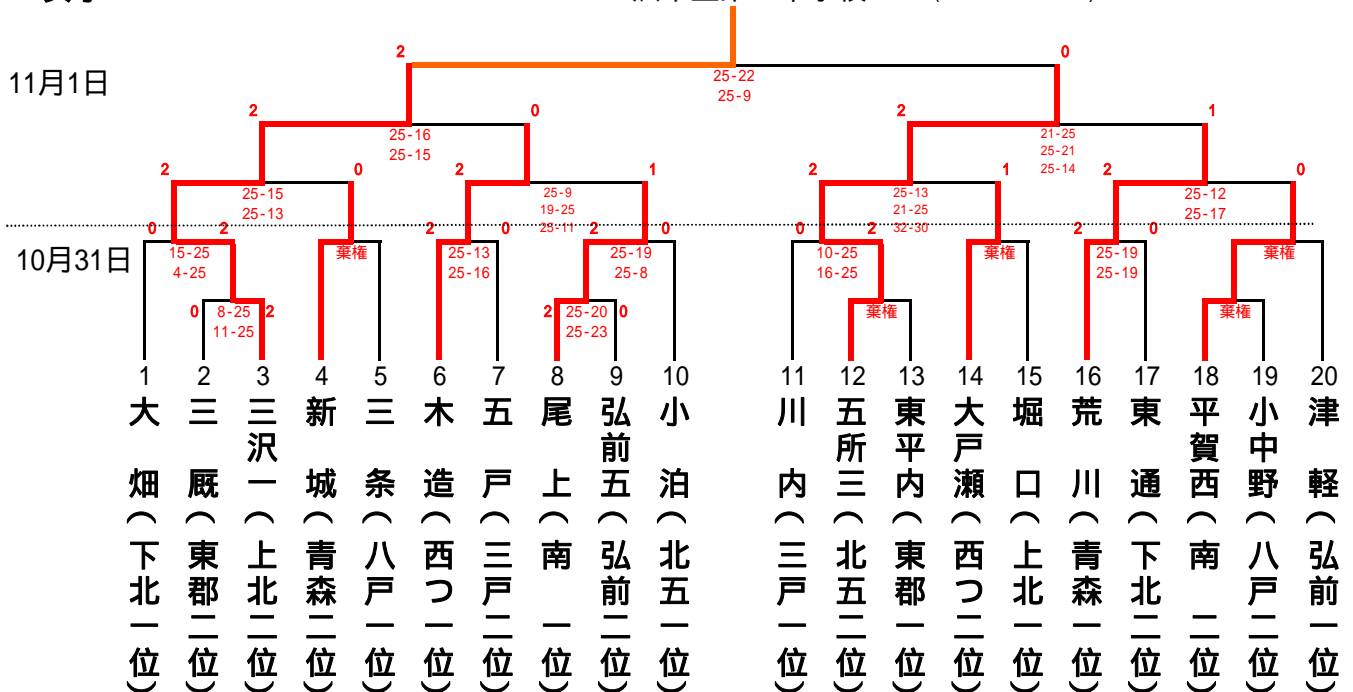 2
0
11月1日
25-22
25-9
2
0
2
1
25-16
25-15
21-25
25-21
25-14
2
0
2
1
2
1
2
0
25-15
25-13
25-9
19-25
25-11
25-13
21-25
32-30
25-12
25-17
10月31日
0
2
2
0
2
0
0
2
2
0
15-25
4-25
棄権
25-13
25-16
25-19
25-8
10-25
16-25
棄権
25-19
25-19
棄権
0
2
2
0
8-25
11-25
25-20
25-23
棄権
棄権
1 2 3 4 5 6 7 8 9 10 11 12 13 14 15 16 17 18 19 20
大畑(下北一位)
三厩(東郡二位)
三沢一(上北二位)
新城(青森二位)
三条(八戸一位)
木造(西つ一位)
五戸(三戸二位)
尾上(南一位)
弘前五(弘前二位)
小泊(北五一位)
川内(三戸一位)
五所三(北五二位)
東平内(東郡一位)
大戸瀬(西つ二位)
堀口(上北一位)
荒川(青森一位)
東通(下北二位)
平賀西(南二位)
小中野(八戸二位)
津軽(弘前一位)